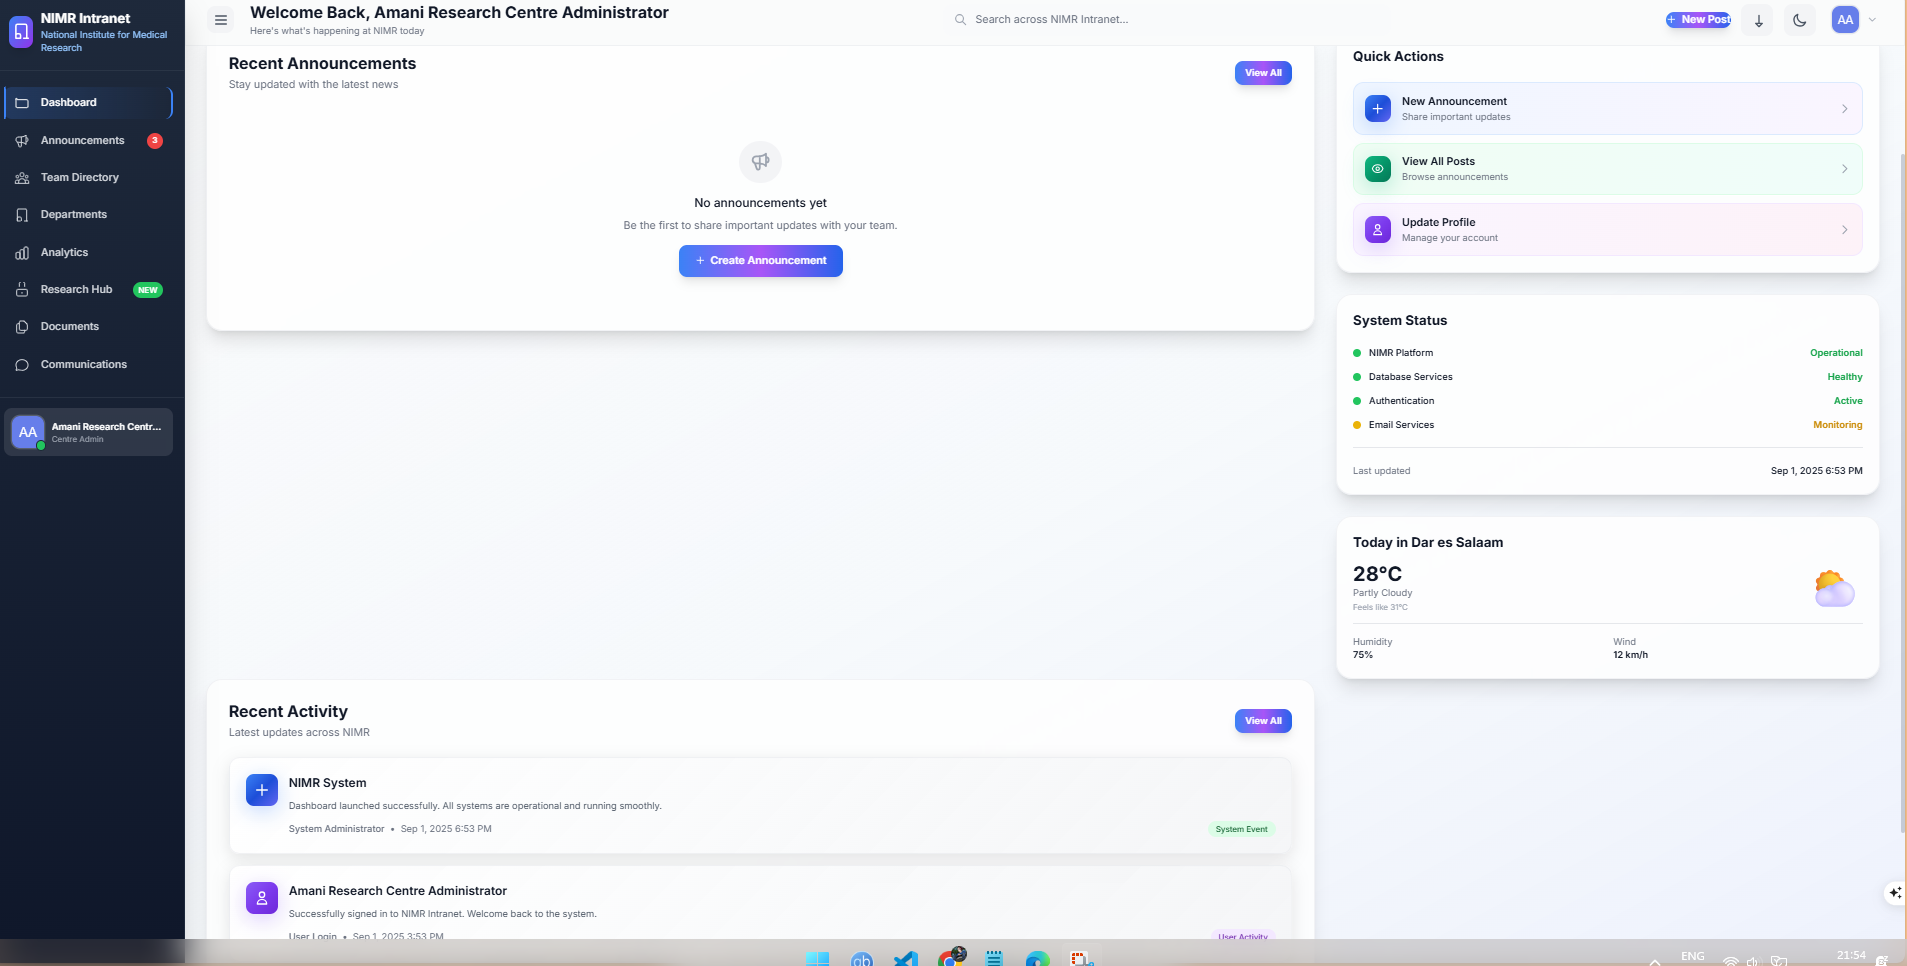 NIMR Intranet
National Institute for Medical
Research
Dashboard
Announcements 3
Team Directory
Departments
Analytics
Research Hub NEW
Documents
Communications
AA
Amani Research Centr...
Centre Admin
Welcome Back, Amani Research Centre Administrator
Here's what's happening at NIMR today
Search across NIMR Intranet...
+ New Post
AA
Recent Announcements
Stay updated with the latest news
View All
No announcements yet
Be the first to share important updates with your team.
+ Create Announcement
Recent Activity
Latest updates across NIMR
View All
NIMR System
Dashboard launched successfully. All systems are operational and running smoothly.
System Administrator • Sep 1, 2025 6:53 PM
System Event
Amani Research Centre Administrator
Successfully signed in to NIMR Intranet. Welcome back to the system.
User Login • Sep 1, 2025 3:53 PM
User Activity
Quick Actions
New Announcement
Share important updates
View All Posts
Browse announcements
Update Profile
Manage your account
System Status
NIMR Platform Operational
Database Services Healthy
Authentication Active
Email Services Monitoring
Last updated Sep 1, 2025 6:53 PM
Today in Dar es Salaam
28°C
Partly Cloudy
Feels like 31°C
Humidity Wind
75% 12 km/h
ab
ENG
21:54